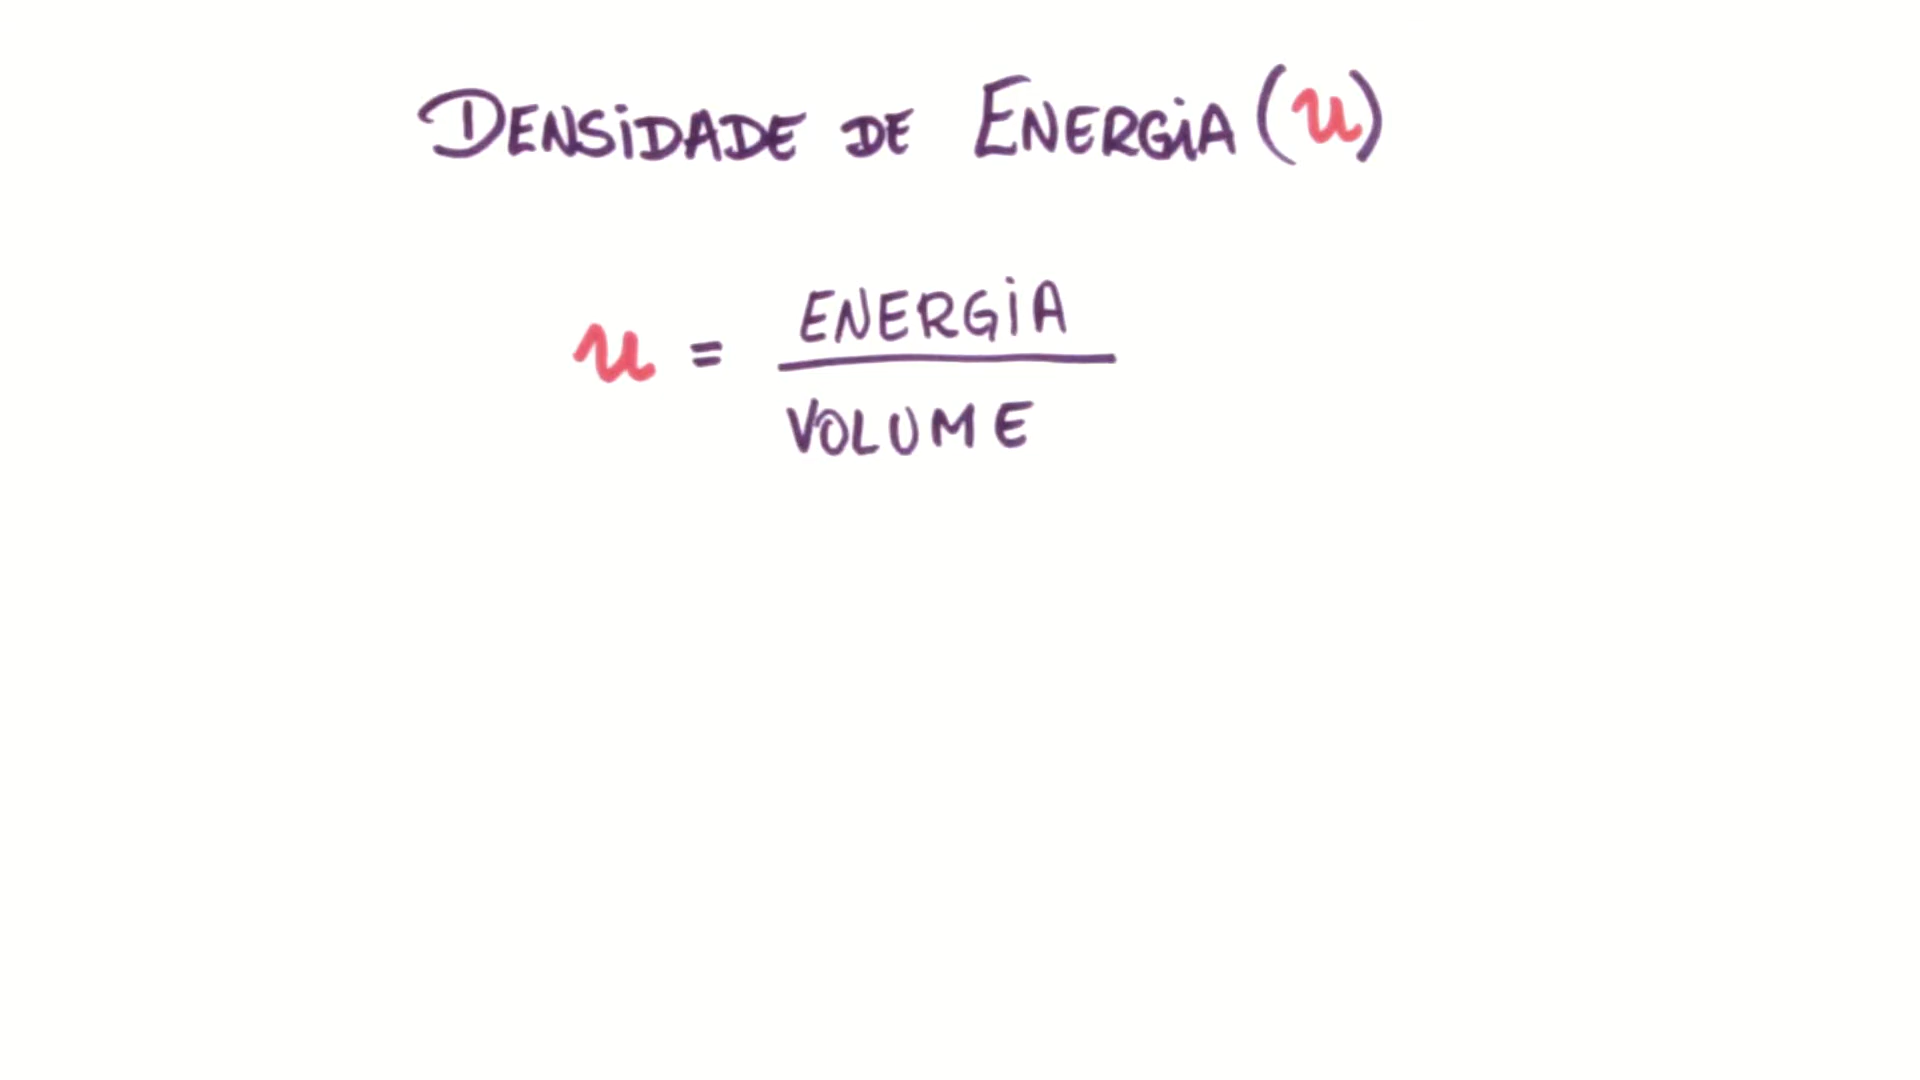 DENSIDADE DE ENERGIA (u)
u = ENERGIA
VOLUME